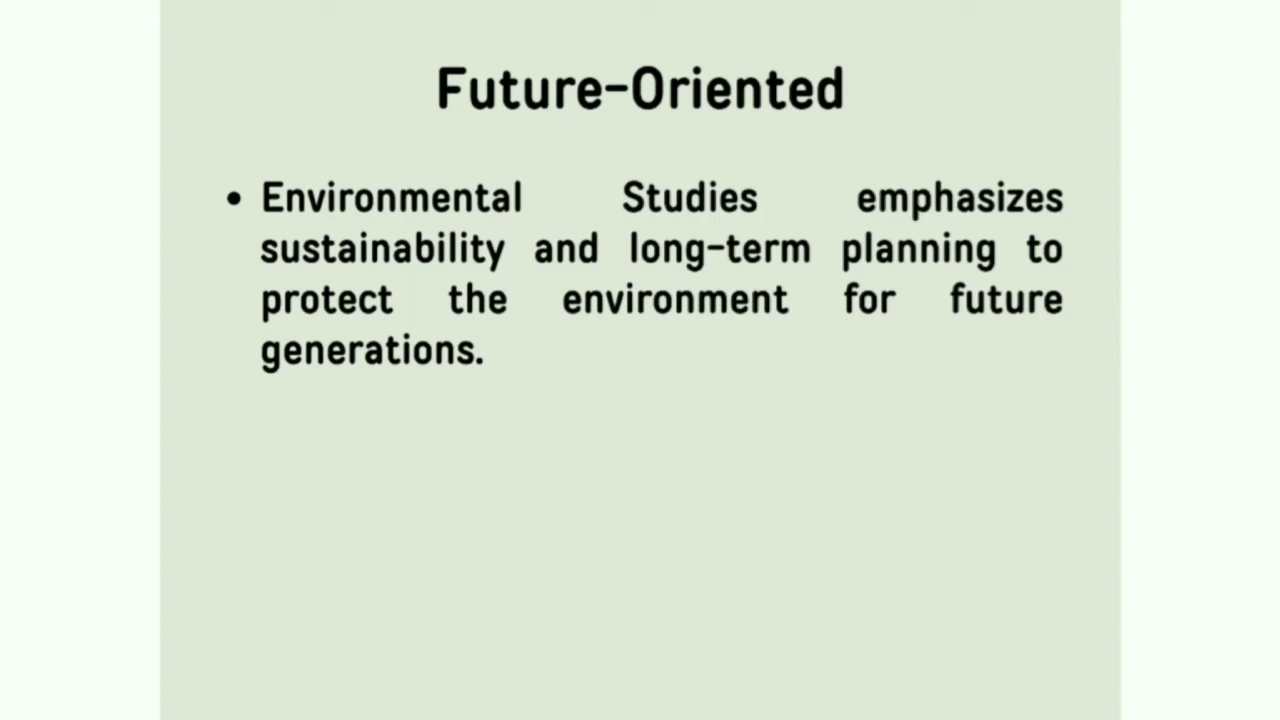 Future-Oriented
• Environmental Studies emphasizes
sustainability and long-term planning to
protect the environment for future
generations.